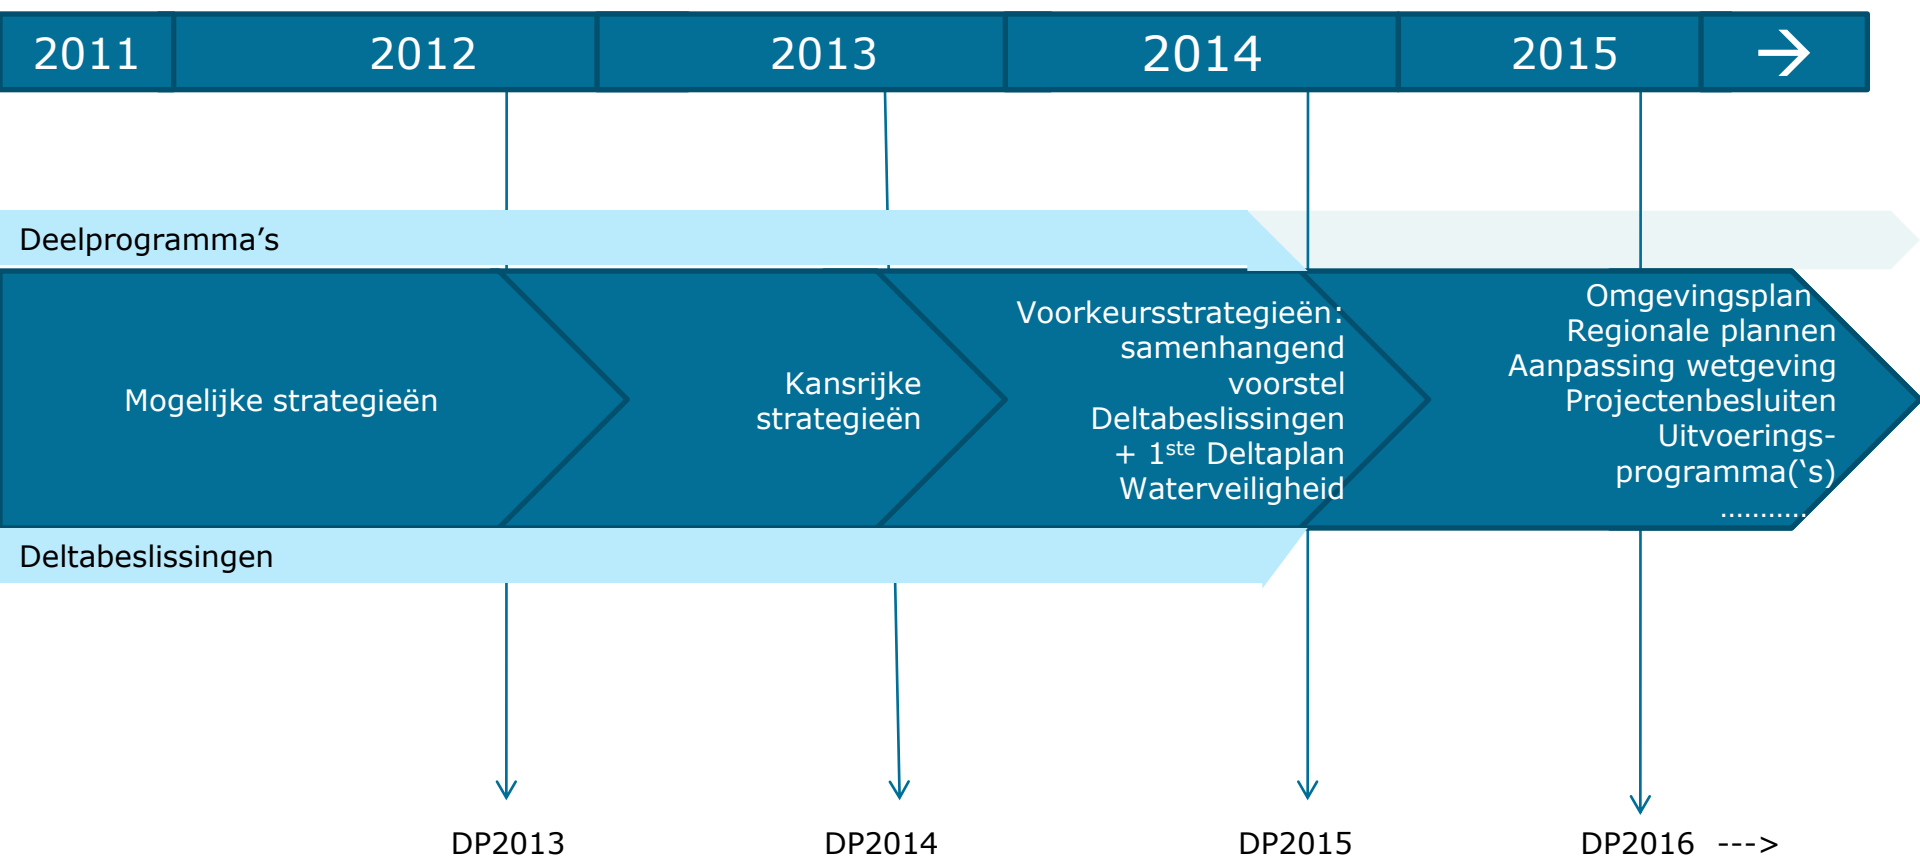 2011
2012
2013
2014
2015
→
Deelprogramma’s
Mogelijke strategieën
Kansrijke
strategieën
Voorkeursstrategieën:
samenhangend
voorstel
Deltabeslissingen
+ 1ste Deltaplan
Waterveiligheid
Omgevingsplan
Regionale plannen
Aanpassing wetgeving
Projectenbesluiten
Uitvoerings-
programma(‘s)
...........
Deltabeslissingen
DP2013
DP2014
DP2015
DP2016 --->